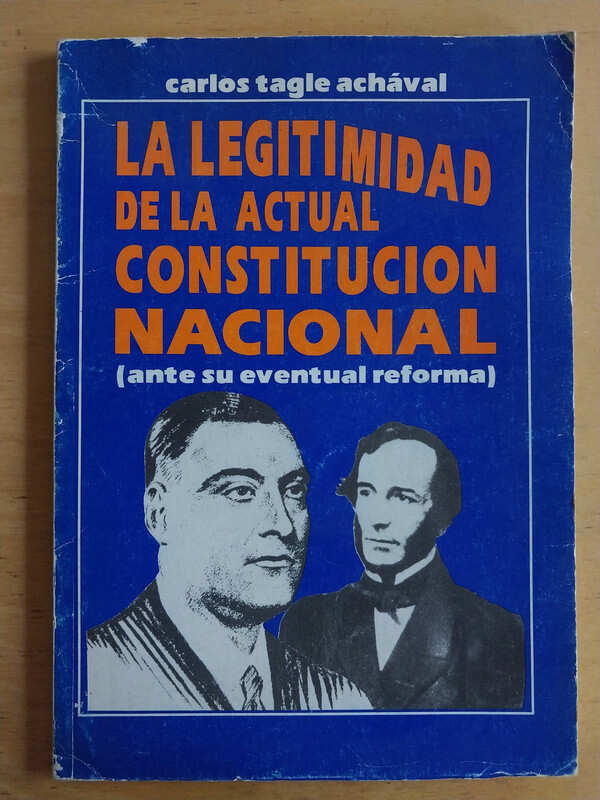 carlos tagle achával
LA LEGITIMIDAD
DE LA ACTUAL
CONSTITUCION
NACIONAL
(ante su eventual reforma)